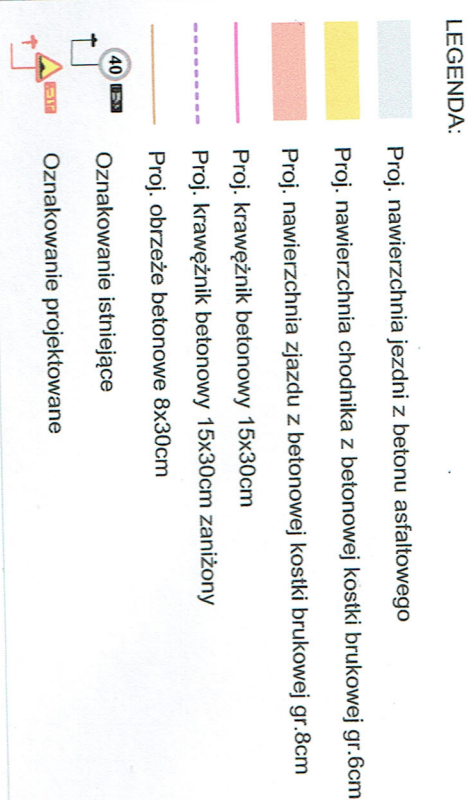 LEGENDA:
Proj. nawierzchnia jezdni z betonu asfaltowego
Proj. nawierzchnia chodnika z betonowej kostki brukowej gr.6cm
Proj. nawierzchnia zjazdu z betonowej kostki brukowej gr.8cm
Proj. krawężnik betonowy 15x30cm
Proj. krawężnik betonowy 15x30cm zaniżony
Proj. obrzeże betonowe 8x30cm
40
Oznakowanie istniejące
Oznakowanie projektowane